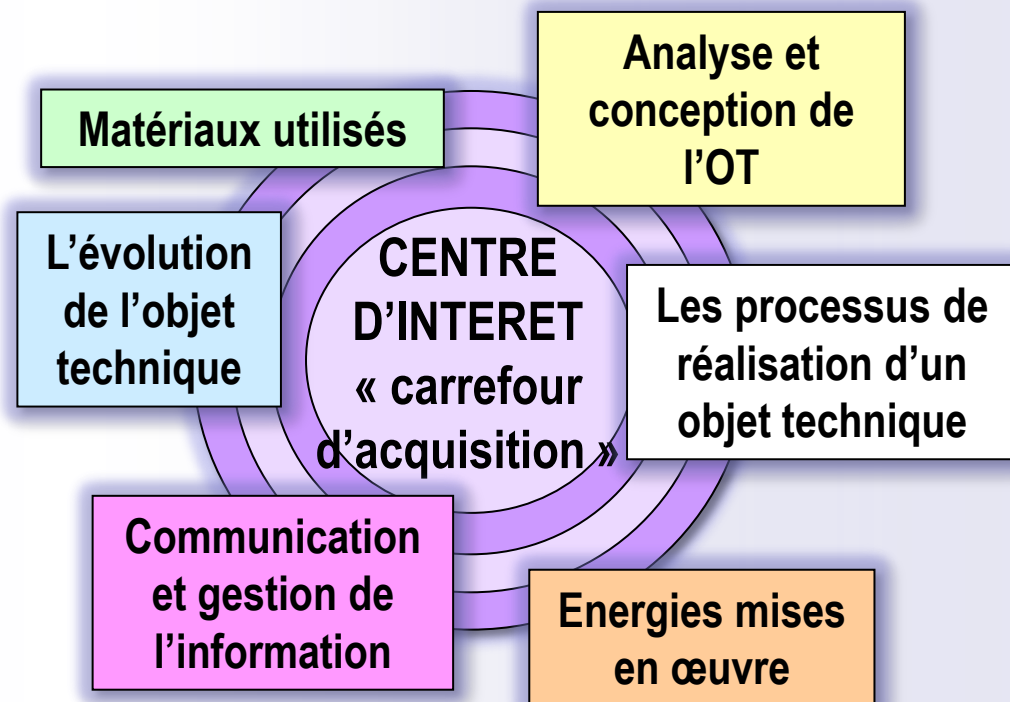 Analyse et
conception de
l’OT
Matériaux utilisés
L’évolution
de l’objet
technique
CENTRE
D’INTERET
« carrefour
d’acquisition »
Les processus de
réalisation d’un
objet technique
Communication
et gestion de
l’information
Energies mises
en œuvre